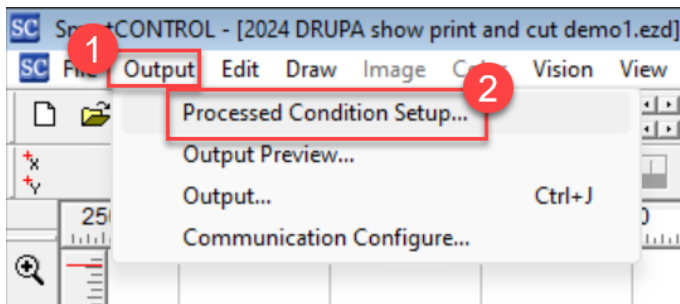 SC SmartCONTROL - [2024 DRUPA show print and cut demo1.ezd]
1
SC File Output Edit Draw Image Color Vision View
2
Processed Condition Setup...
Output Preview...
Output... Ctrl+J
Communication Configure...
X
Y